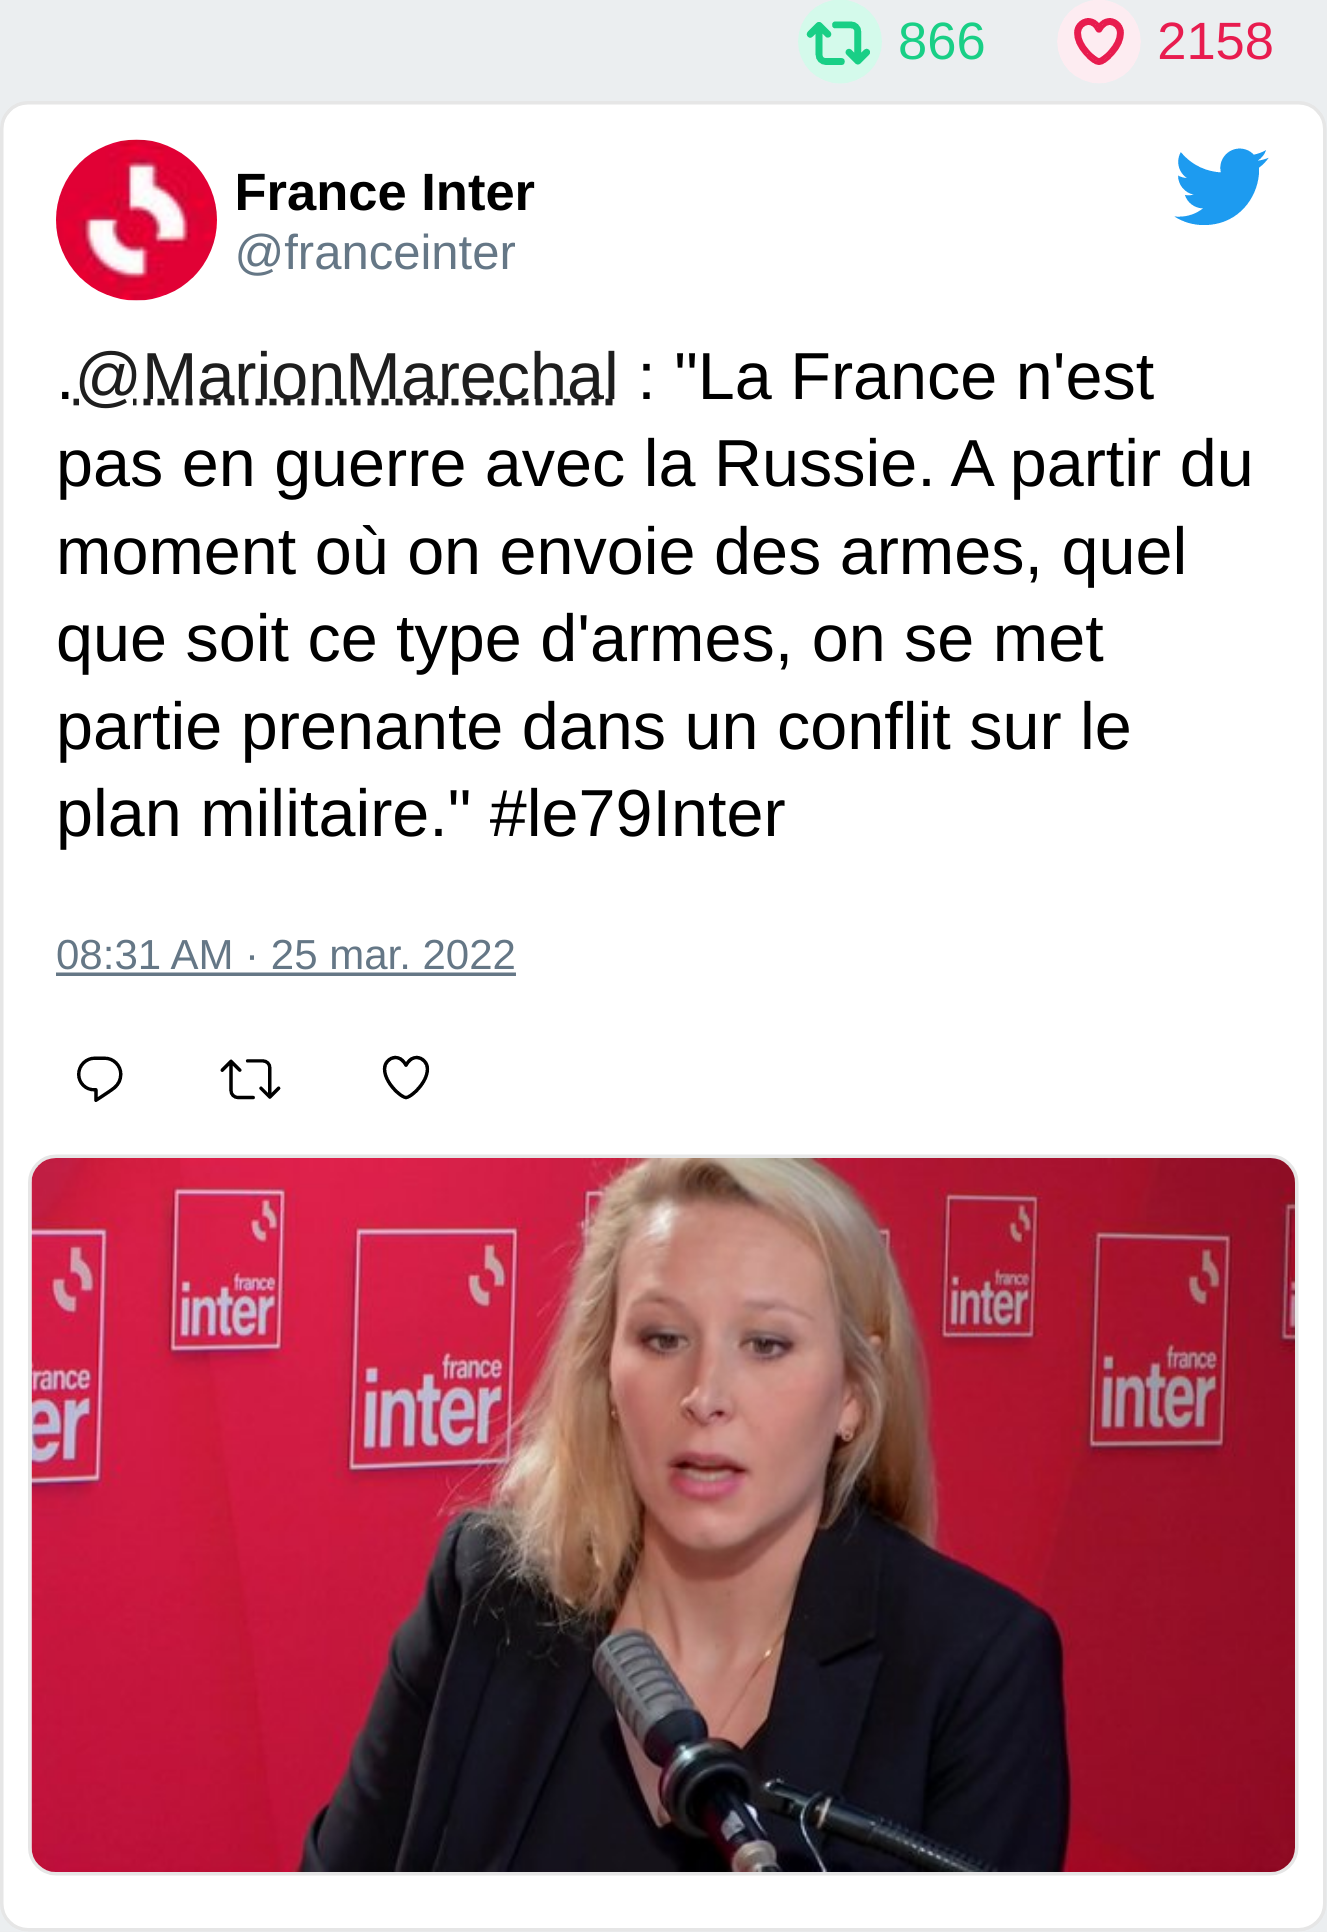 866 2158
France Inter
@franceinter
.@MarionMarechal : "La France n'est
pas en guerre avec la Russie. A partir du
moment où on envoie des armes, quel
que soit ce type d'armes, on se met
partie prenante dans un conflit sur le
plan militaire." #le79Inter
08:31 AM · 25 mar. 2022
france
inter
france
inter
france
inter
france
inter
rance
er